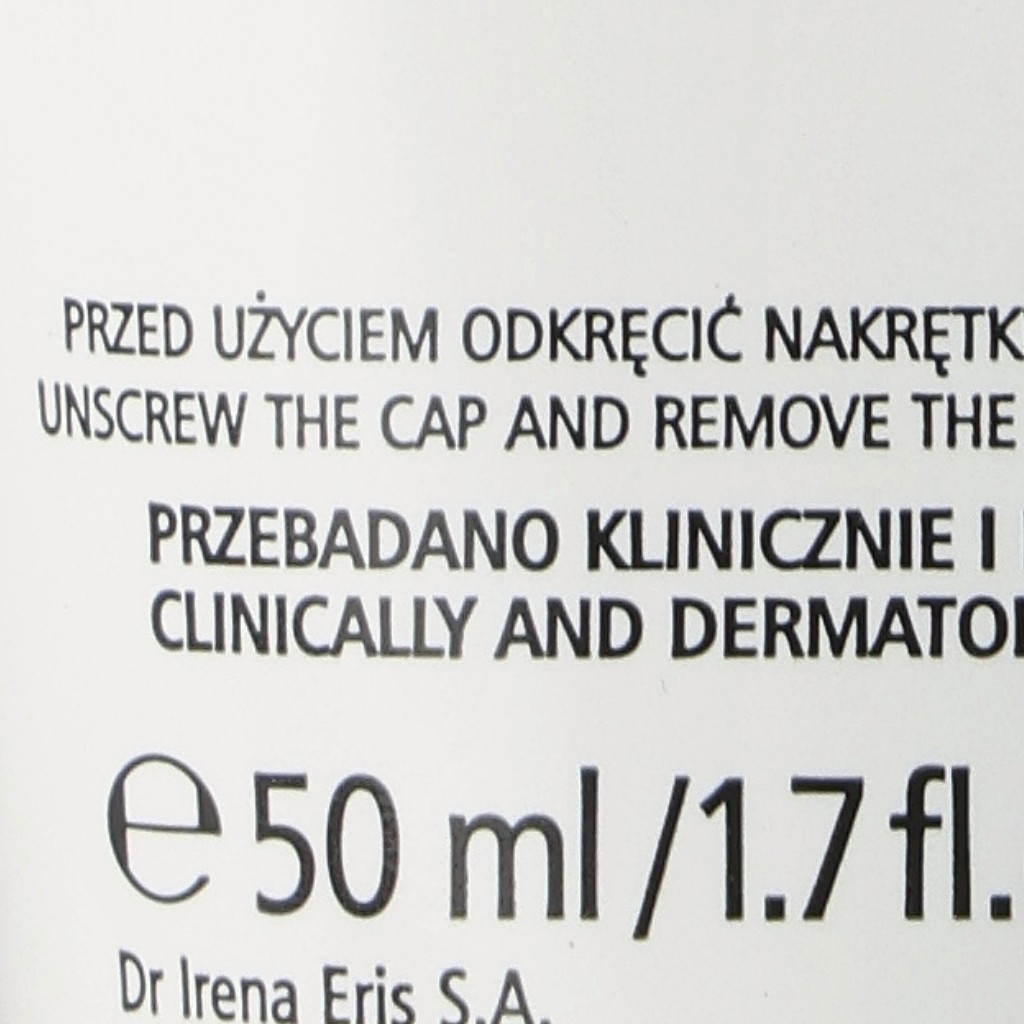 PRZED UŻYCIEM ODKRĘCIĆ NAKRĘTK
UNSCREW THE CAP AND REMOVE THE
PRZEBADANO KLINICZNIE I
CLINICALLY AND DERMATOL
℮ 50 ml /1.7 fl.
Dr Irena Eris S.A.